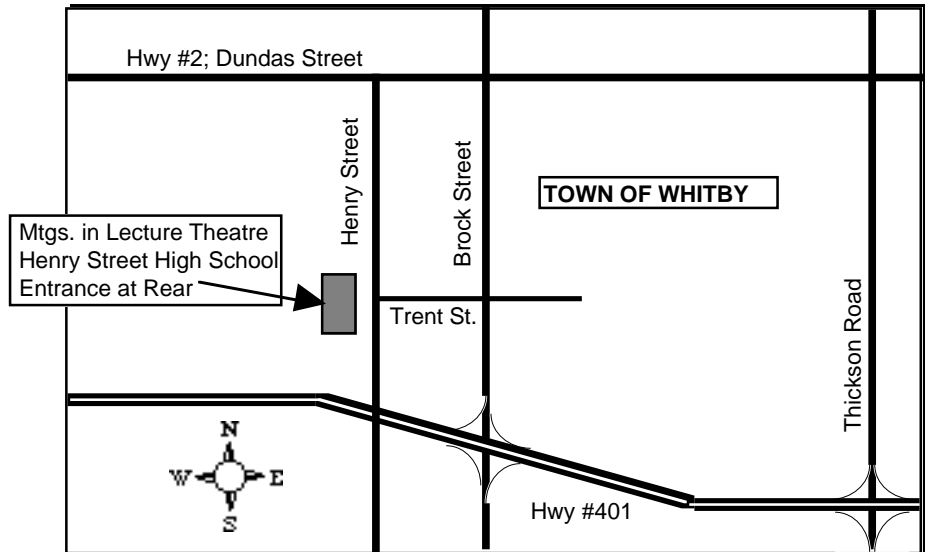 Hwy #2; Dundas Street
Henry Street
Brock Street
TOWN OF WHITBY
Mtgs. in Lecture Theatre
Henry Street High School
Entrance at Rear
Trent St.
Thickson Road
N
W
E
S
Hwy #401